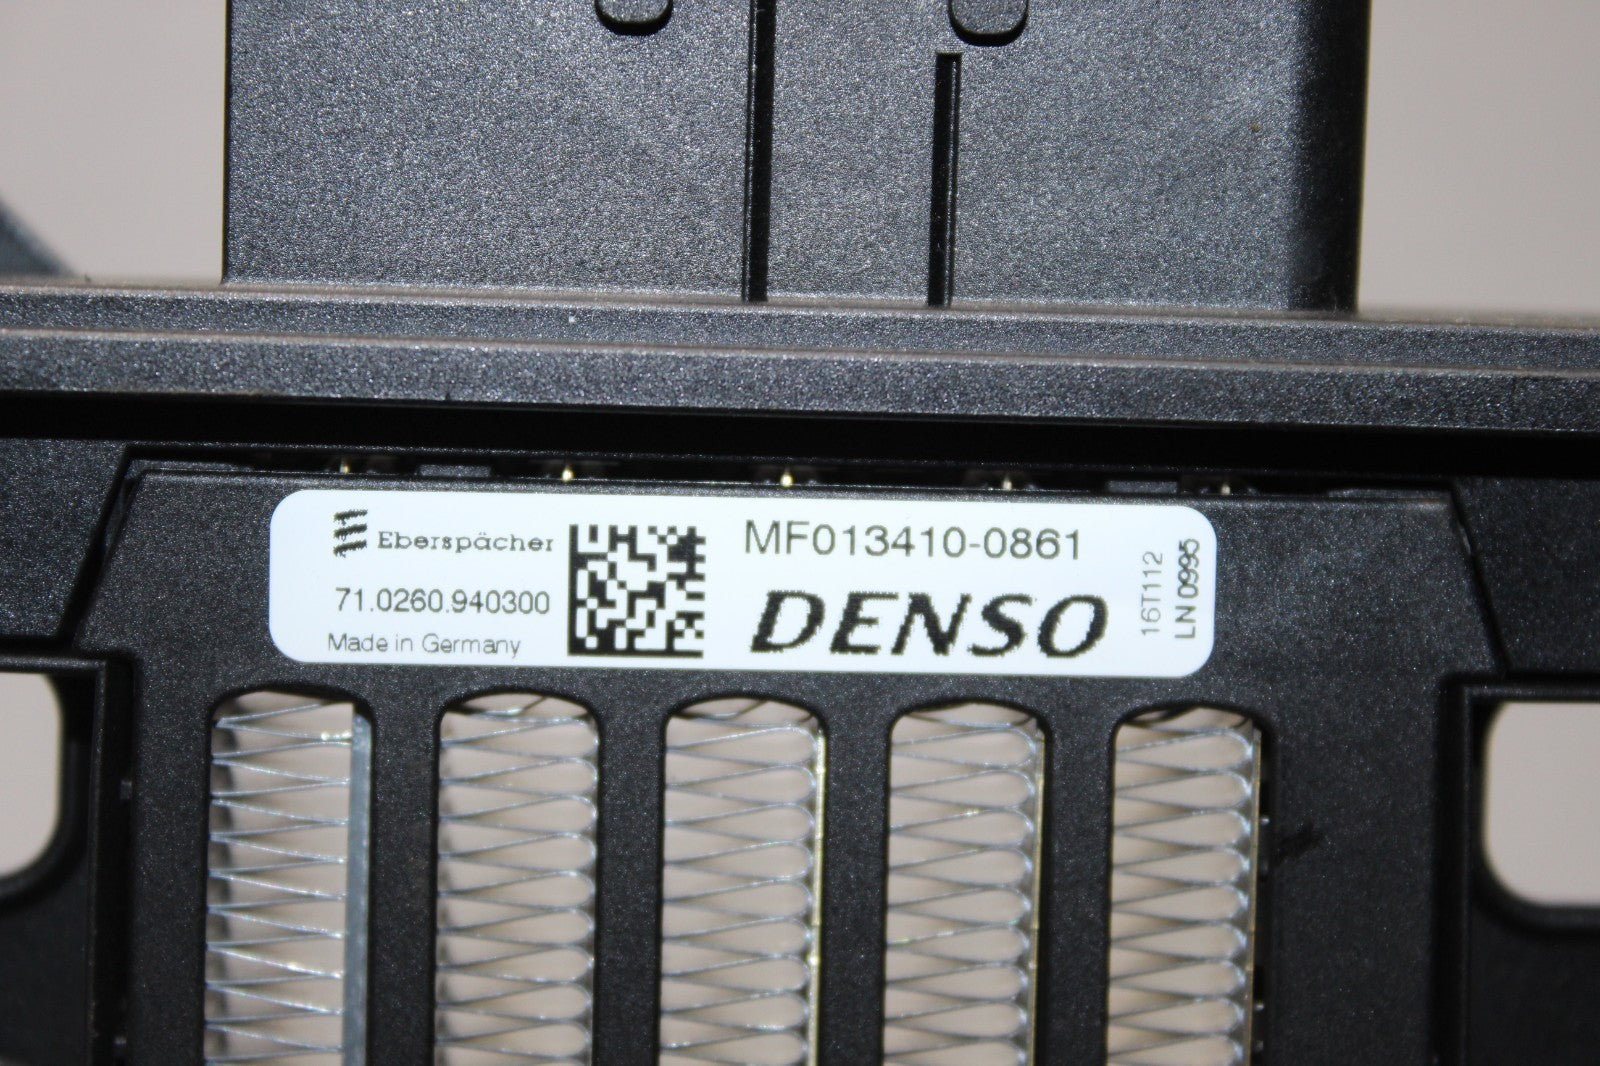 Eberspächer
71.0260.940300
Made in Germany
MF013410-0861
DENSO
16T112
LN 0995